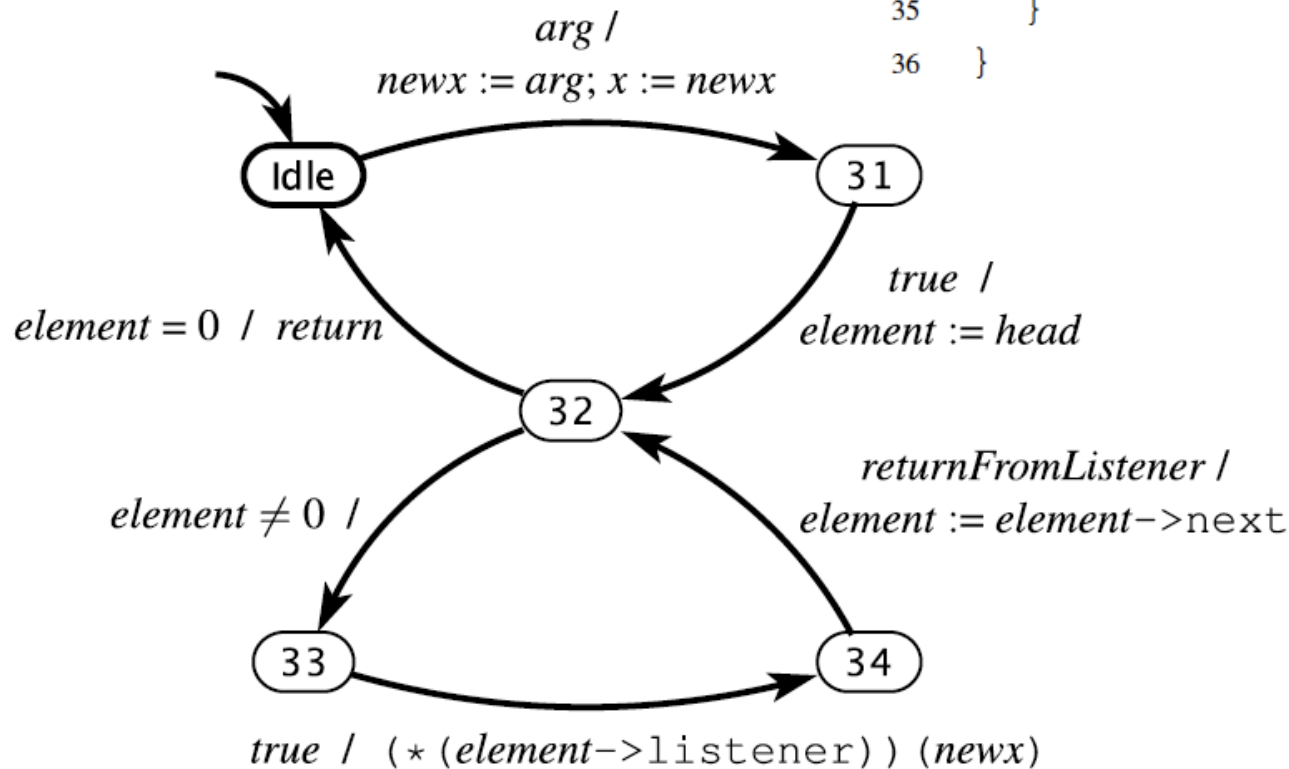 35 }
36 }
arg /
newx := arg; x := newx
Idle
31
true /
element := head
element = 0 / return
32
returnFromListener /
element := element->next
element ≠ 0 /
33
34
true / (*(element->listener))(newx)